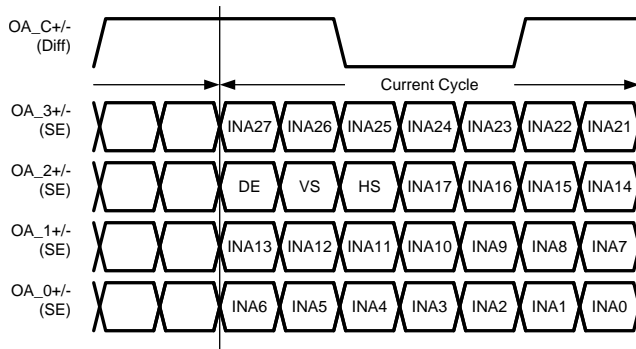 OA_C+/-
(Diff)
Current Cycle
OA_3+/-
(SE)
INA27 INA26 INA25 INA24 INA23 INA22 INA21
OA_2+/-
(SE)
DE VS HS INA17 INA16 INA15 INA14
OA_1+/-
(SE)
INA13 INA12 INA11 INA10 INA9 INA8 INA7
OA_0+/-
(SE)
INA6 INA5 INA4 INA3 INA2 INA1 INA0